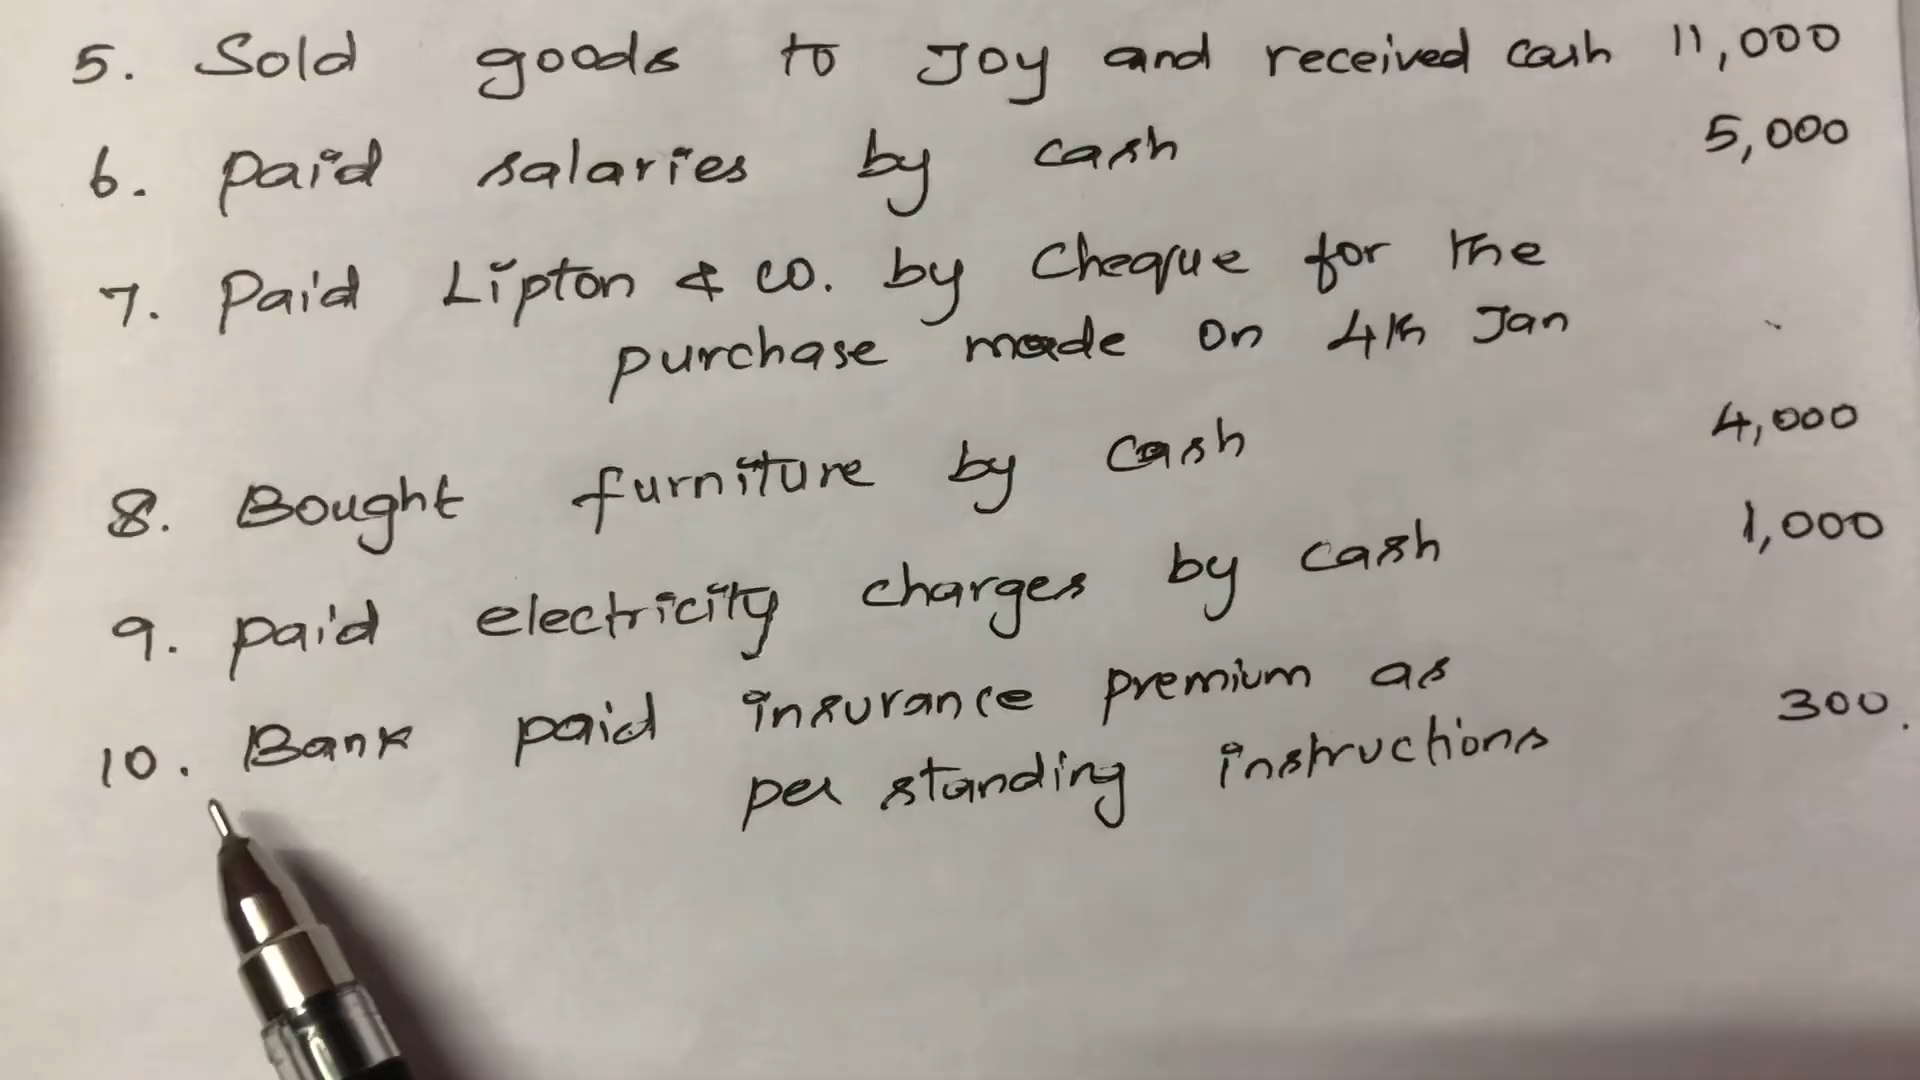 5. Sold goods to Joy and received cash 11,000
6. paid salaries by cash 5,000
7. Paid Lipton & co. by Cheque for the
purchase made on 4th Jan
8. Bought furniture by cash 4,000
9. paid electricity charges by cash 1,000
10. Bank paid insurance premium as
per standing instructions 300.